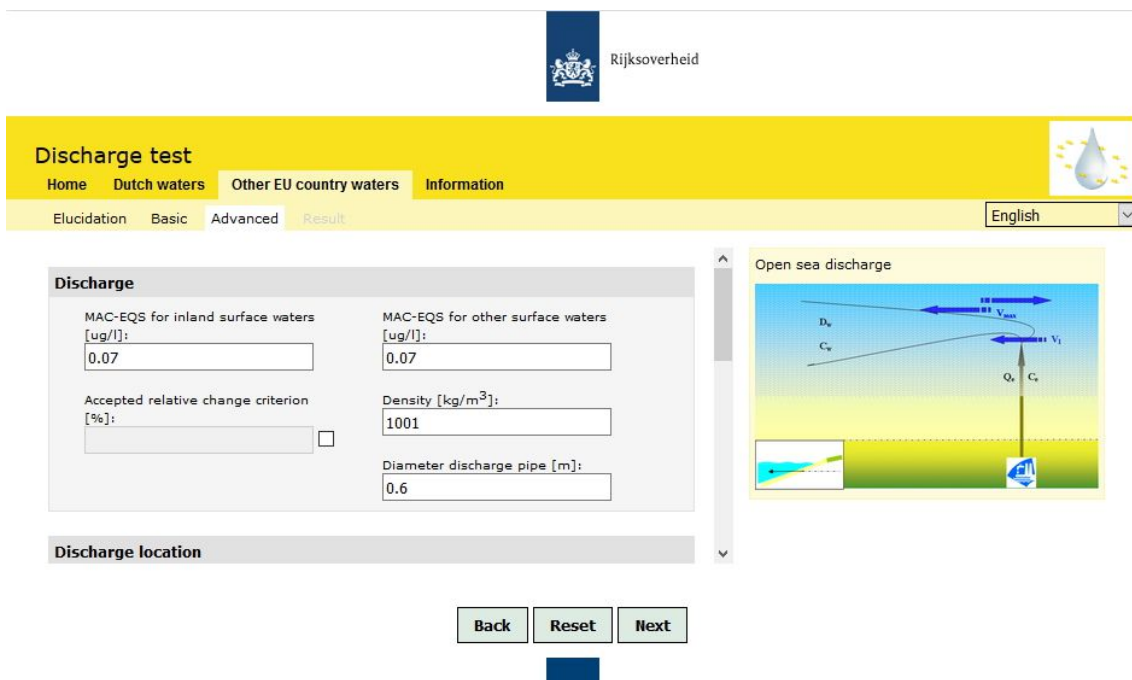 Rijksoverheid
Discharge test
Home Dutch waters Other EU country waters Information
Elucidation Basic Advanced Result
English
Discharge
MAC-EQS for inland surface waters
[ug/l]:
0.07
MAC-EQS for other surface waters
[ug/l]:
0.07
Accepted relative change criterion
[%]:
Density [kg/m³]:
1001
Diameter discharge pipe [m]:
0.6
Discharge location
Open sea discharge
Vmax
Dw
Cw
V1
Qe Ce
Back Reset Next